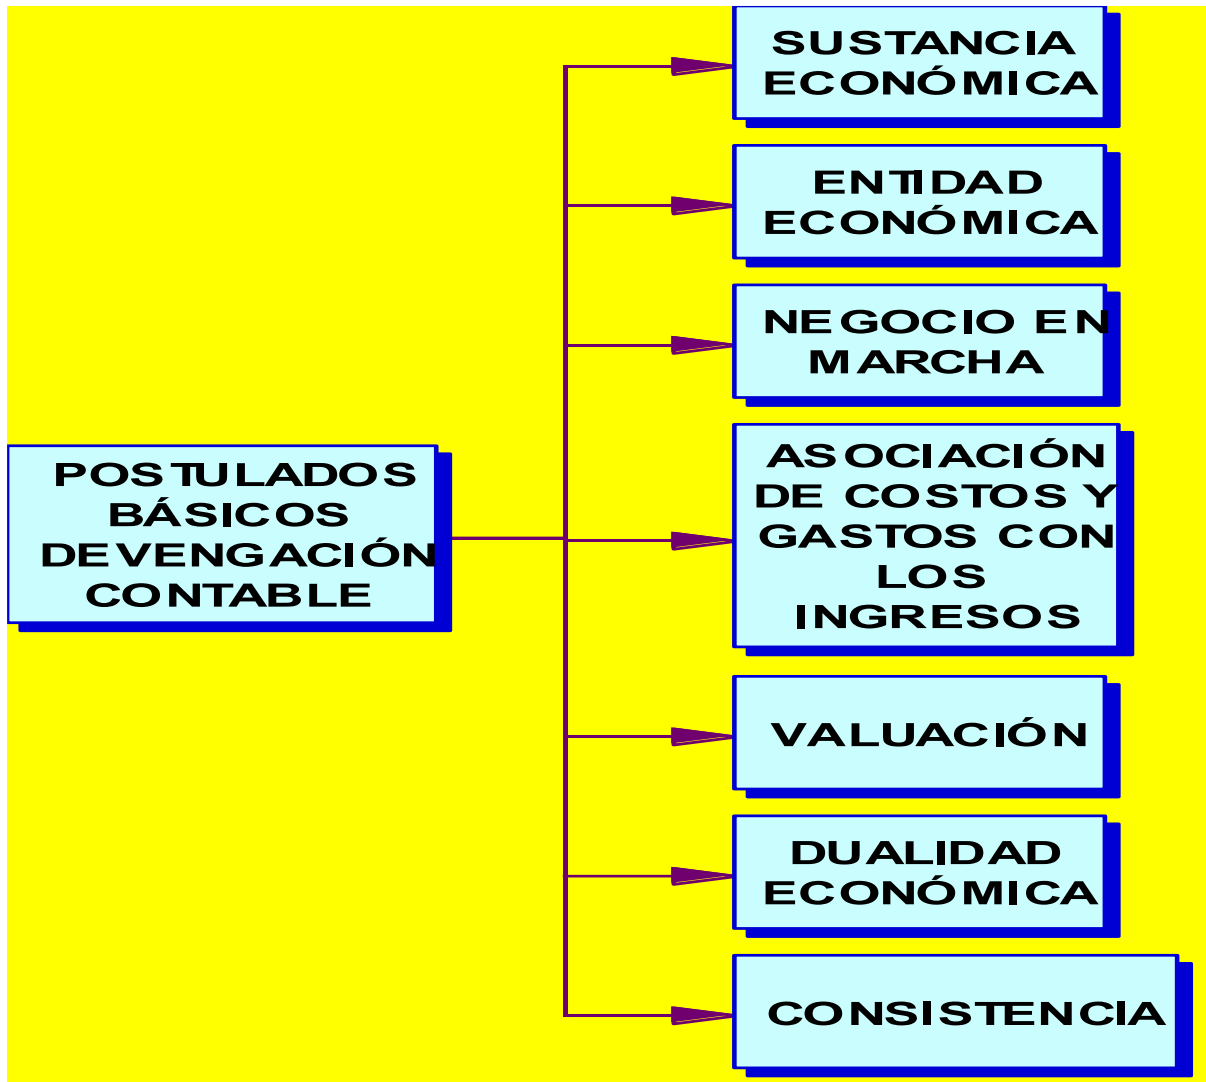 SUSTANCIA
ECONÓMICA
ENTIDAD
ECONÓMICA
NEGOCIO EN
MARCHA
POSTULADOS
BÁSICOS
DEVENGACIÓN
CONTABLE
ASOCIACIÓN
DE COSTOS Y
GASTOS CON
LOS
INGRESOS
VALUACIÓN
DUALIDAD
ECONÓMICA
CONSISTENCIA